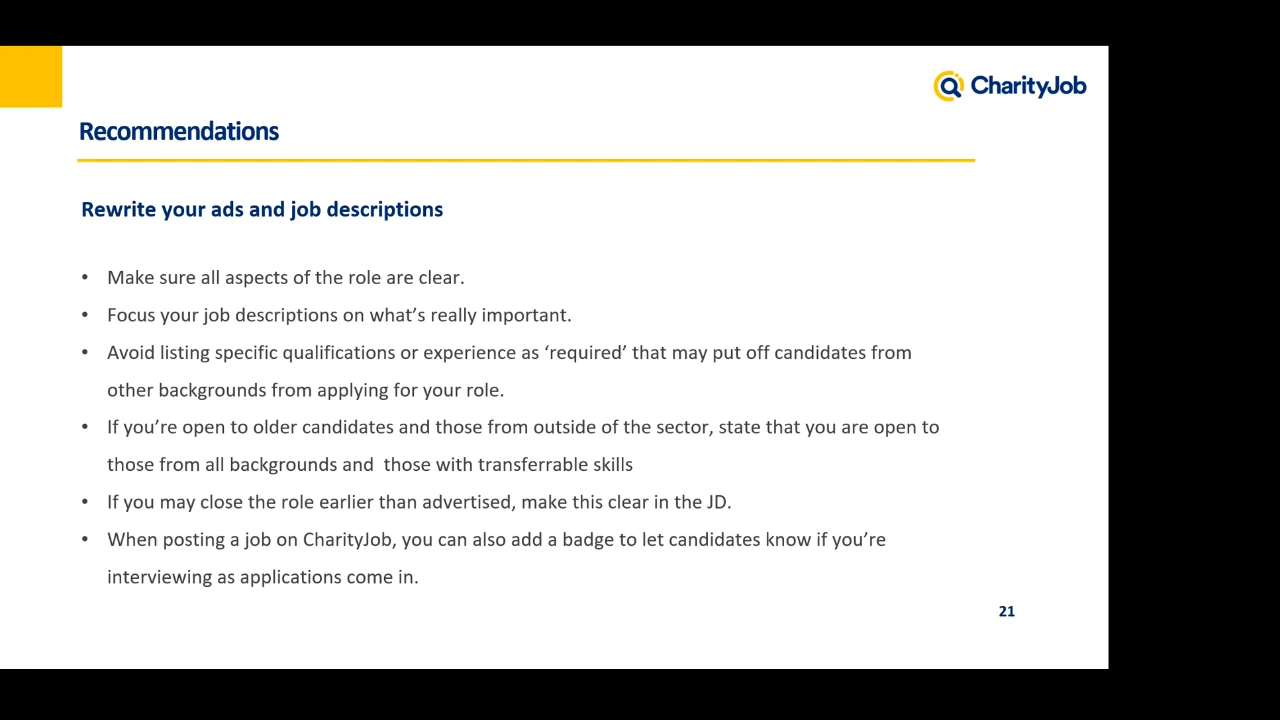 CharityJob
Recommendations
Rewrite your ads and job descriptions
• Make sure all aspects of the role are clear.
• Focus your job descriptions on what’s really important.
• Avoid listing specific qualifications or experience as ‘required’ that may put off candidates from
other backgrounds from applying for your role.
• If you’re open to older candidates and those from outside of the sector, state that you are open to
those from all backgrounds and  those with transferrable skills
• If you may close the role earlier than advertised, make this clear in the JD.
• When posting a job on CharityJob, you can also add a badge to let candidates know if you’re
interviewing as applications come in.
21